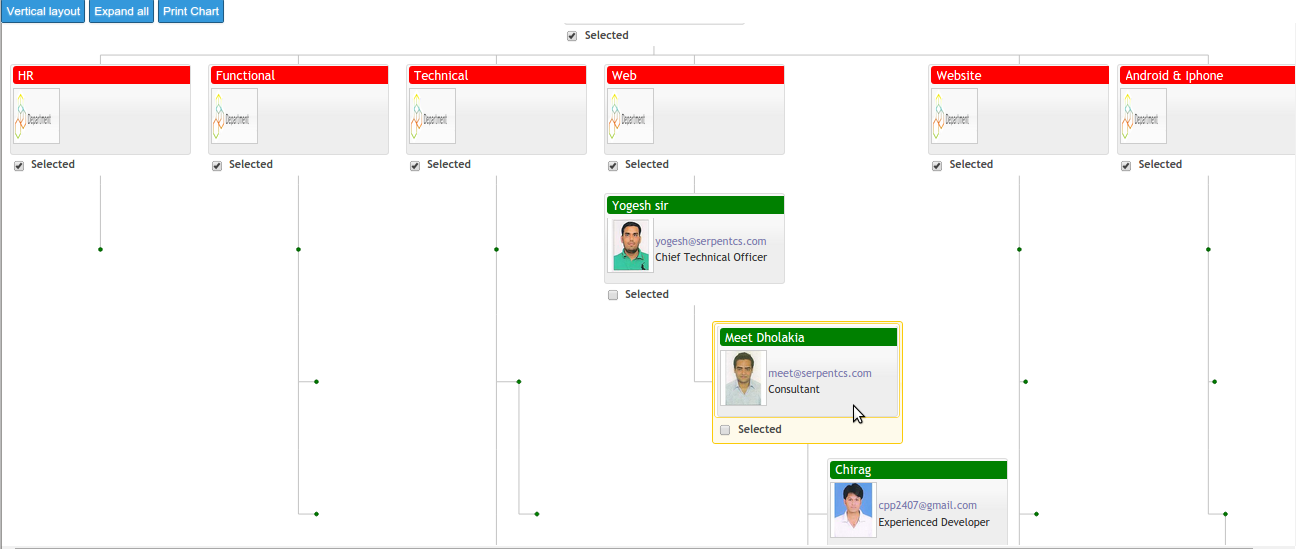 Vertical layout Expand all Print Chart
Selected
HR Functional Technical Web Website Android & Iphone
Department Department Department Department Department Department
Selected Selected Selected Selected Selected Selected
Yogesh sir
yogesh@serpentcs.com
Chief Technical Officer
Selected
Meet Dholakia
meet@serpentcs.com
Consultant
Selected
Chirag
cpp2407@gmail.com
Experienced Developer